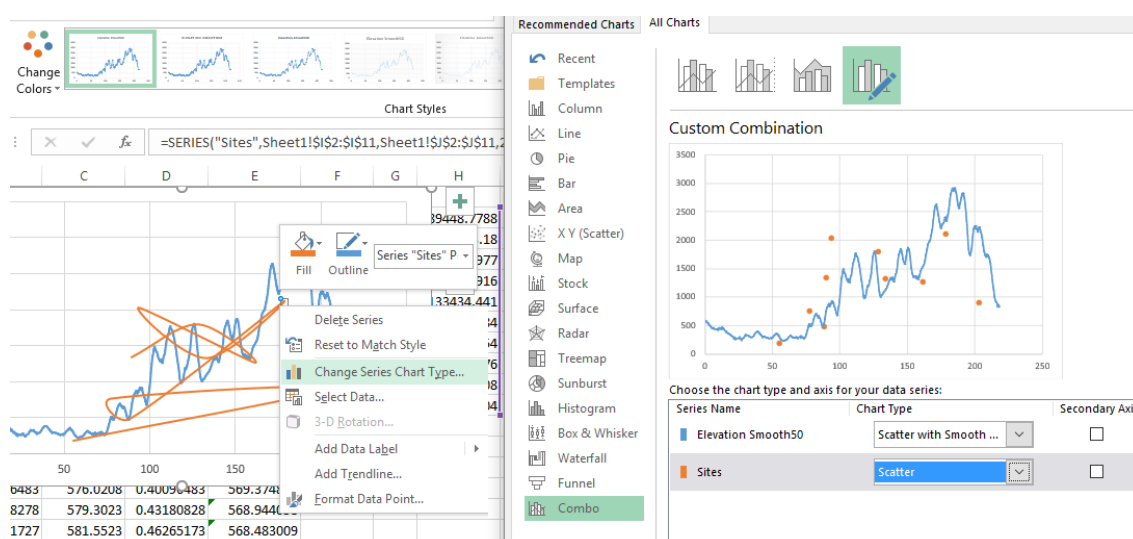 Change
Colors
Chart Styles
=SERIES("Sites",Sheet1!$I$2:$I$11,Sheet1!$J$2:$J$11,2
C D E F G H
39448.7788
.18
977
916
133434.441
Fill Outline Series "Sites" P
Delete Series
Reset to Match Style
Change Series Chart Type...
Select Data...
3-D Rotation...
Add Data Label
Add Trendline...
Format Data Point...
50 100 150
6483 576.0208 0.40090483
8278 579.3023 0.43180828
1727 581.5523 0.46265173 568.483009
Recommended Charts All Charts
Recent
Templates
Column
Line
Pie
Bar
Area
X Y (Scatter)
Map
Stock
Surface
Radar
Treemap
Sunburst
Histogram
Box & Whisker
Waterfall
Funnel
Combo
Custom Combination
3500
3000
2500
2000
1500
1000
500
0
0 50 100 150 200 250
Choose the chart type and axis for your data series:
Series Name Chart Type Secondary Axi
Elevation Smooth50 Scatter with Smooth ...
Sites Scatter